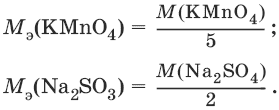 Mэ(KMnO₄) = M(KMnO₄)/5 ;
Mэ(Na₂SO₃) = M(Na₂SO₄)/2 .